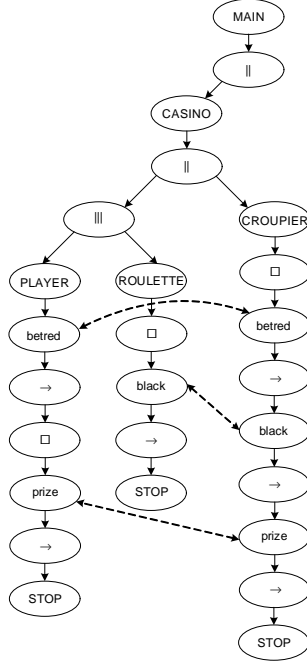 MAIN
||
CASINO
||
|||
CROUPIER
PLAYER
ROULETTE
□
betred
□
betred
→
black
→
□
→
black
prize
STOP
→
→
prize
STOP
→
STOP